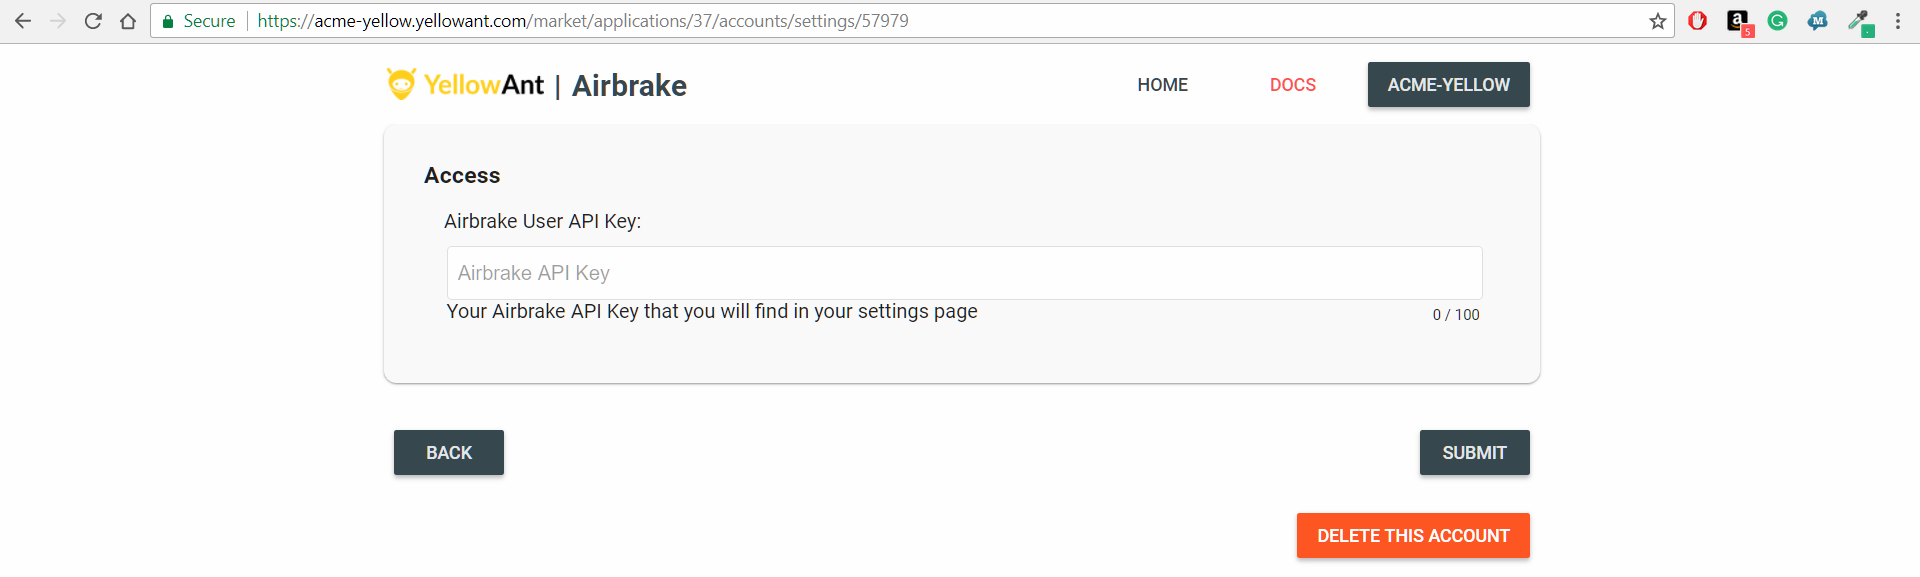 Secure https://acme-yellow.yellowant.com/market/applications/37/accounts/settings/57979
a 5 G M
YellowAnt | Airbrake HOME DOCS ACME-YELLOW
Access
Airbrake User API Key:
Airbrake API Key
Your Airbrake API Key that you will find in your settings page 0 / 100
BACK SUBMIT
DELETE THIS ACCOUNT